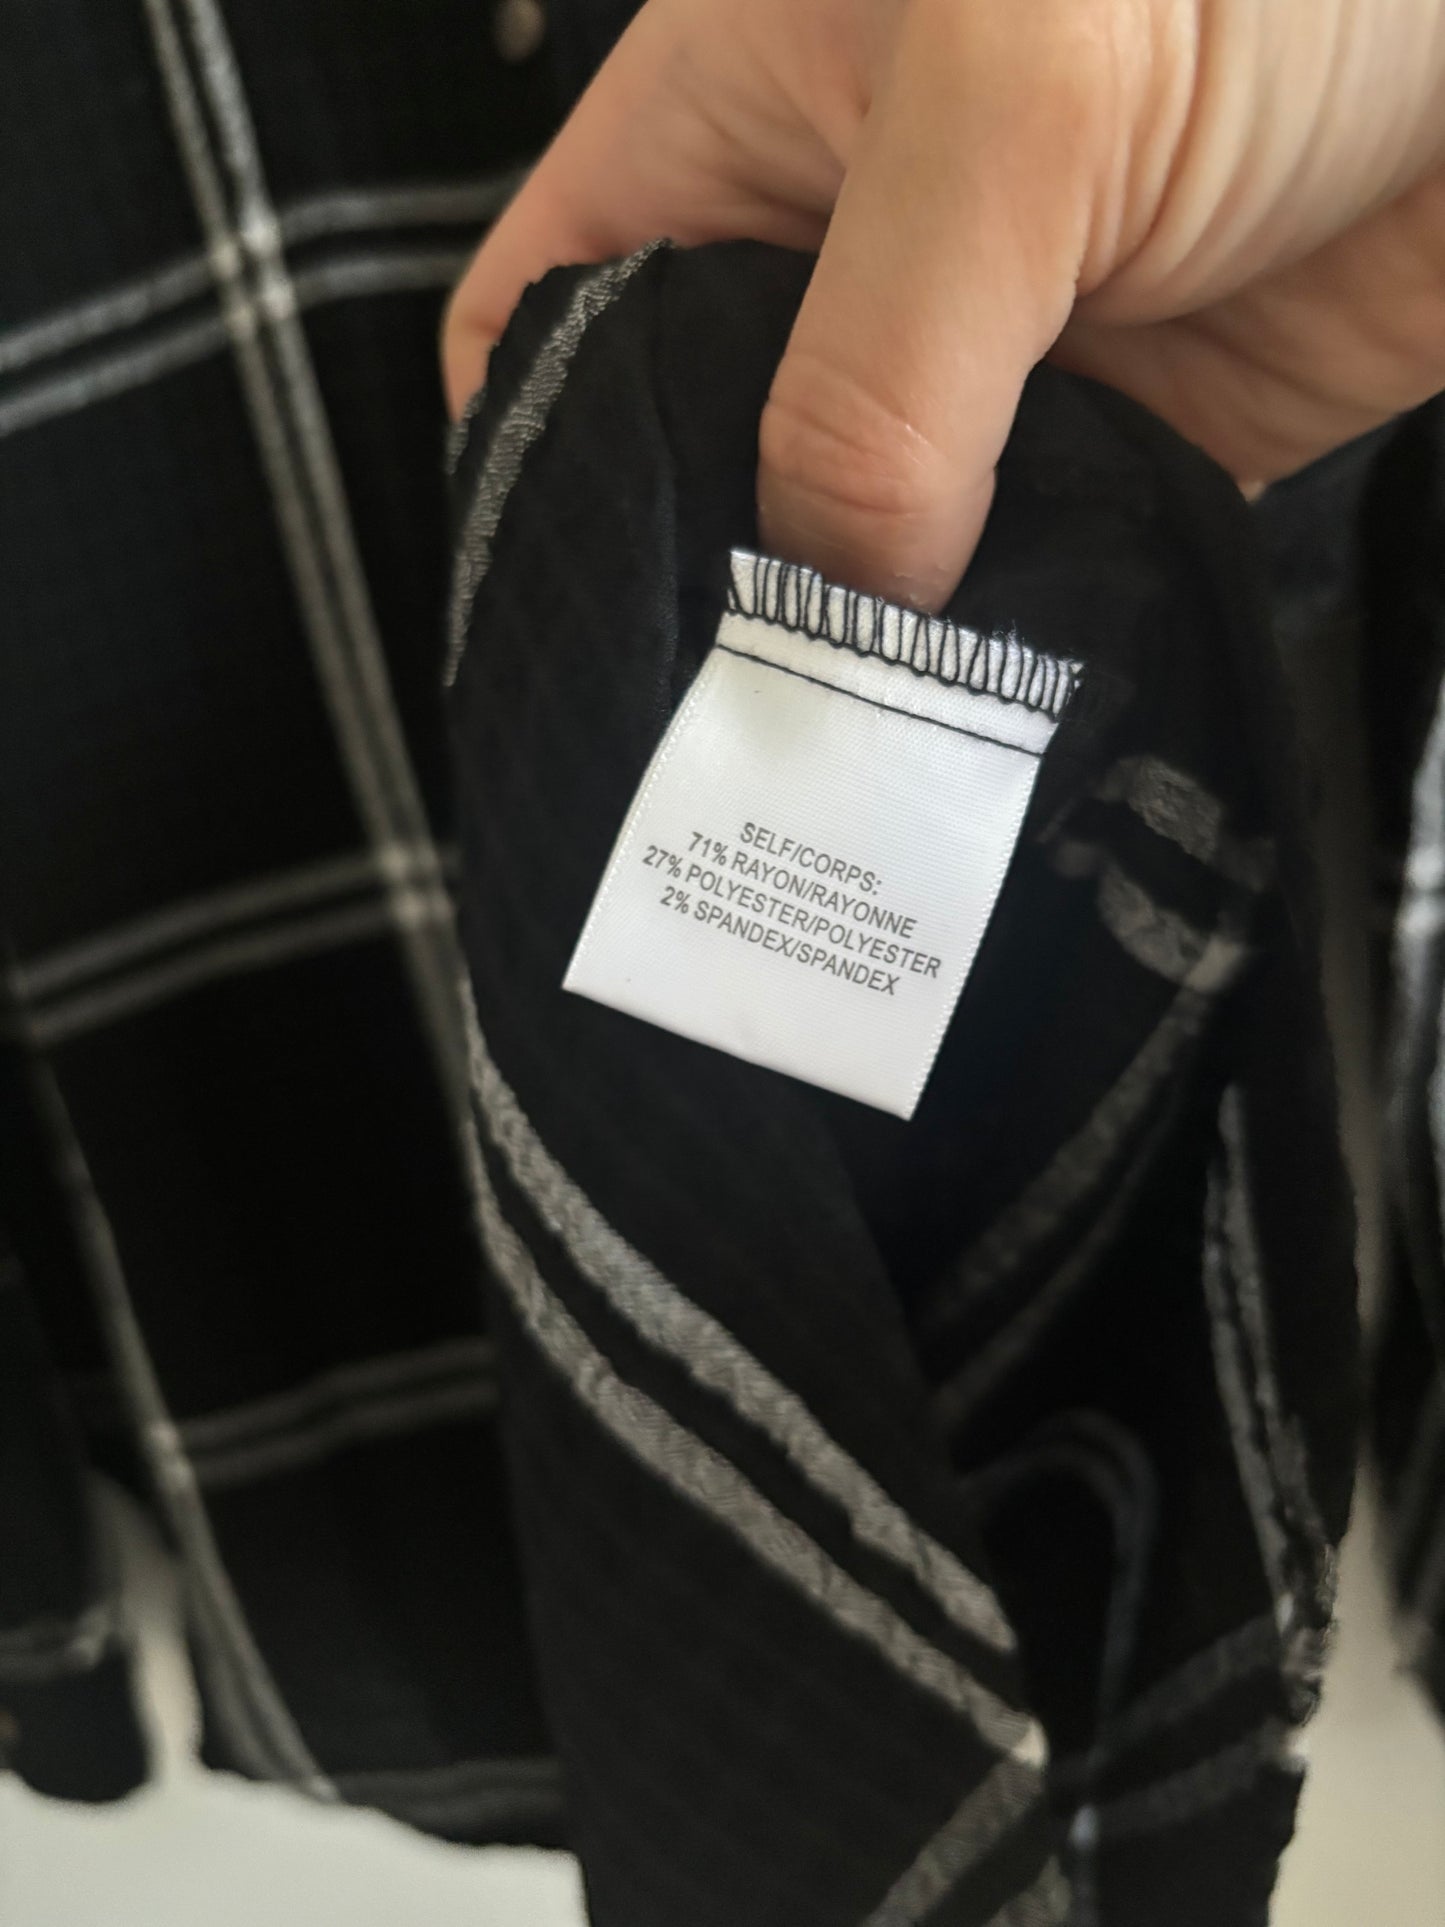 SELF/CORPS:
71% RAYON/RAYONNE
27% POLYESTER/POLYESTER
2% SPANDEX/SPANDEX